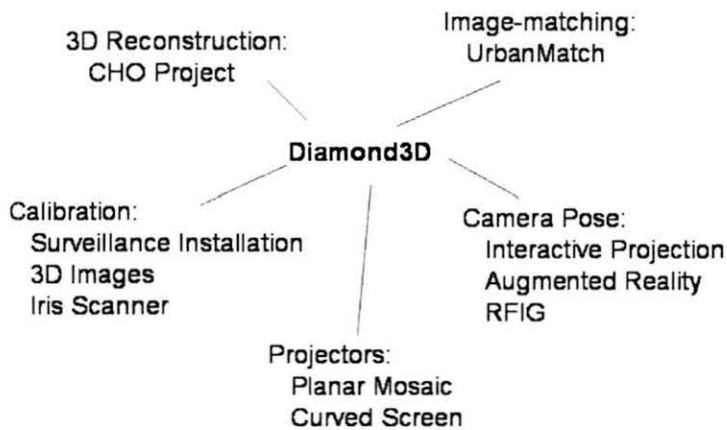 3D Reconstruction:
CHO Project
Image-matching:
UrbanMatch
Diamond3D
Calibration:
Surveillance Installation
3D Images
Iris Scanner
Camera Pose:
Interactive Projection
Augmented Reality
RFIG
Projectors:
Planar Mosaic
Curved Screen